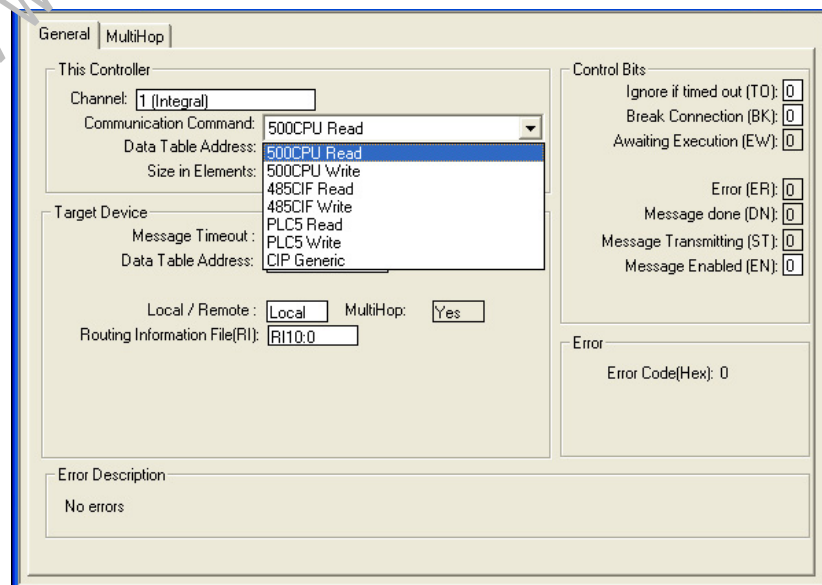 General MultiHop
This Controller
Channel: 1 (Integral)
Communication Command: 500CPU Read
Data Table Address:
Size in Elements:
500CPU Read
500CPU Write
485CIF Read
485CIF Write
PLC5 Read
PLC5 Write
CIP Generic
Target Device
Message Timeout :
Data Table Address:
Local / Remote : Local MultiHop: Yes
Routing Information File(RI): RI10:0
Control Bits
Ignore if timed out (TO): 0
Break Connection (BK): 0
Awaiting Execution (EW): 0
Error (ER): 0
Message done (DN): 0
Message Transmitting (ST): 0
Message Enabled (EN): 0
Error
Error Code(Hex): 0
Error Description
No errors